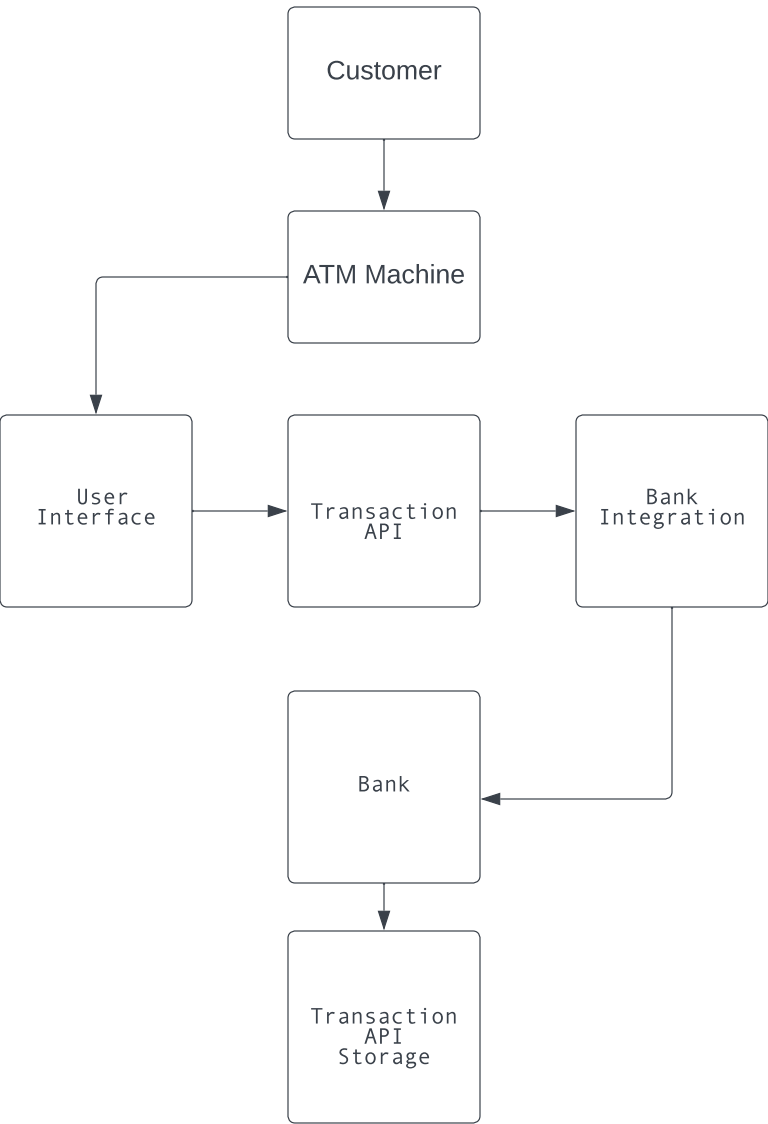 Customer
ATM Machine
User
Interface
Transaction
API
Bank
Integration
Bank
Transaction
API
Storage